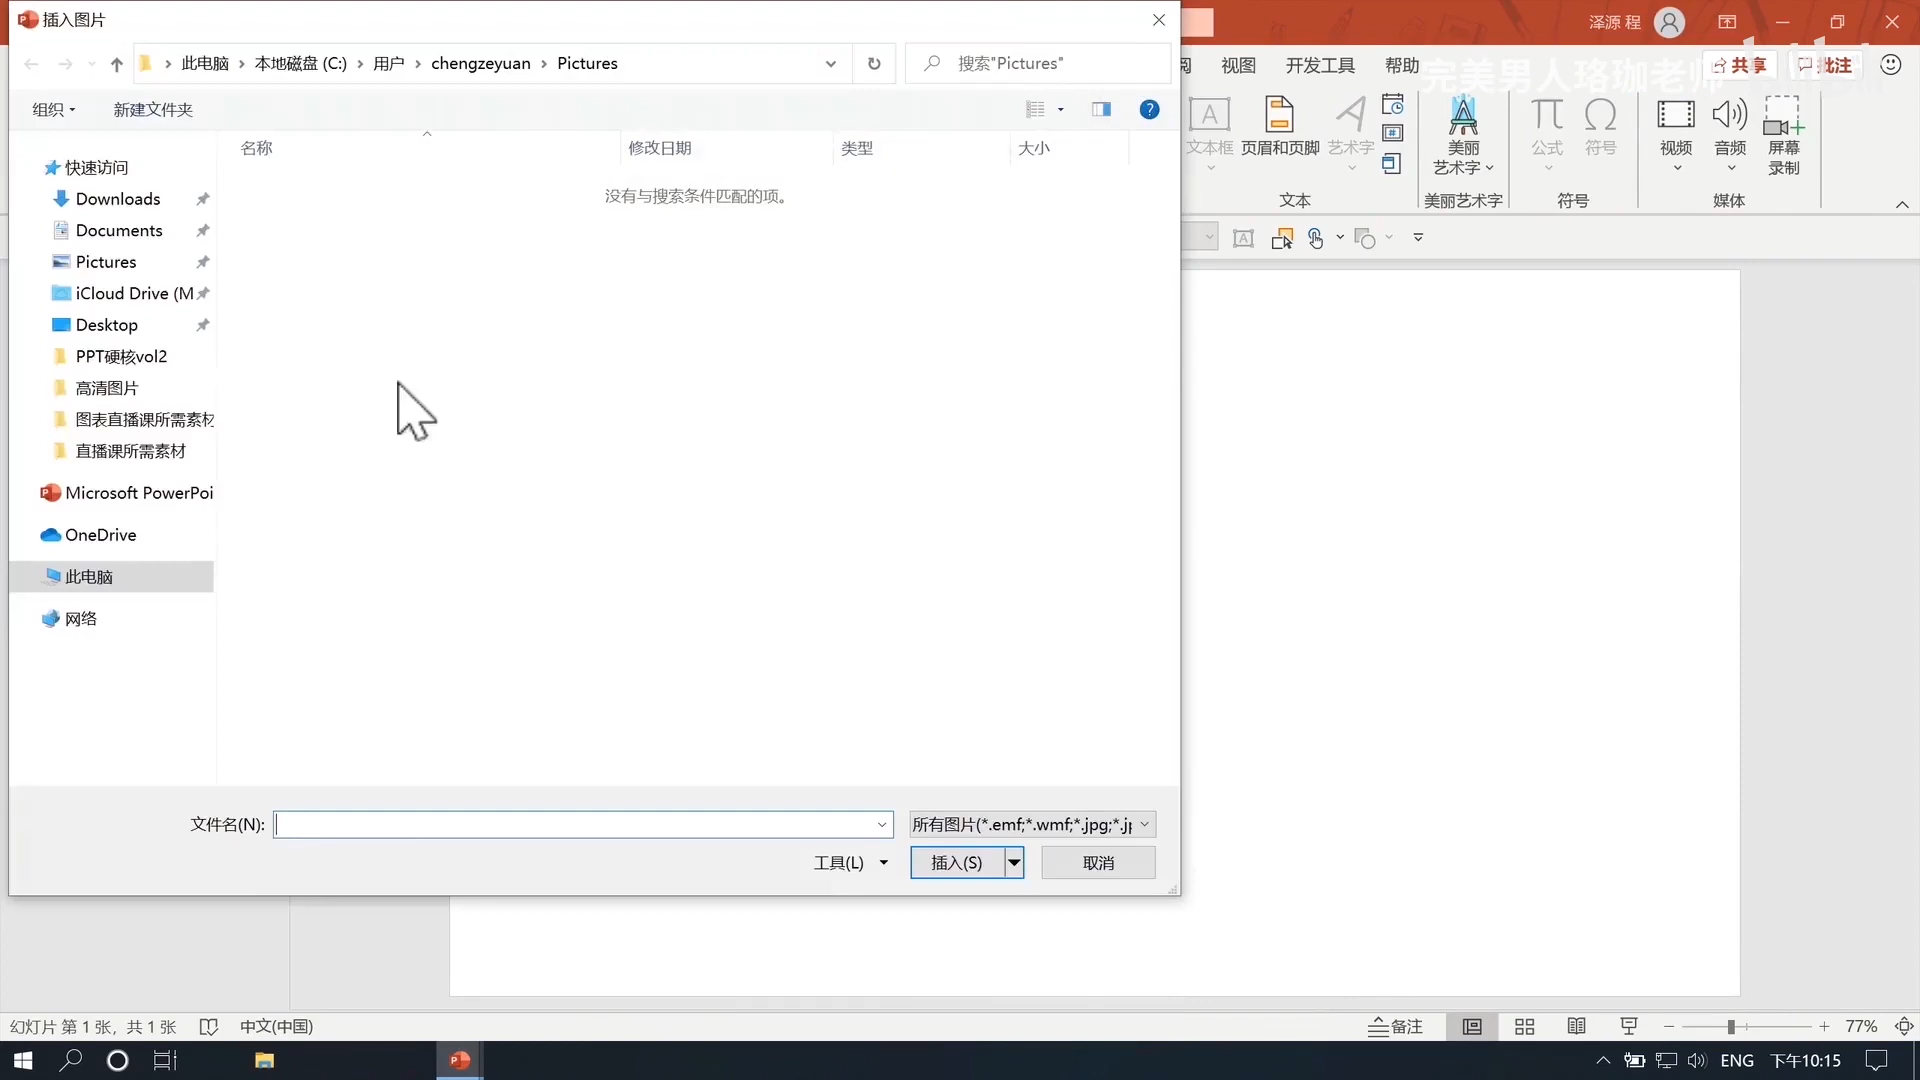 插入图片
此电脑 本地磁盘 (C:) 用户 chengzeyuan Pictures
搜索"Pictures"
组织 新建文件夹
名称 修改日期 类型 大小
没有与搜索条件匹配的项。
快速访问
Downloads
Documents
Pictures
iCloud Drive (M
Desktop
PPT硬核vol2
高清图片
图表直播课所需素材
直播课所需素材
Microsoft PowerPoi
OneDrive
此电脑
网络
文件名(N):
所有图片(*.emf;*.wmf;*.jpg;*.jp
工具(L) 插入(S) 取消
泽源 程
视图 开发工具 帮助
共享 批注
完美男人珞珈老师
文本框 页眉和页脚 艺术字
美丽
艺术字
公式 符号
视频 音频 屏幕
录制
文本 美丽艺术字 符号 媒体
幻灯片 第 1 张，共 1 张 中文(中国)
备注 77%
ENG 下午10:15